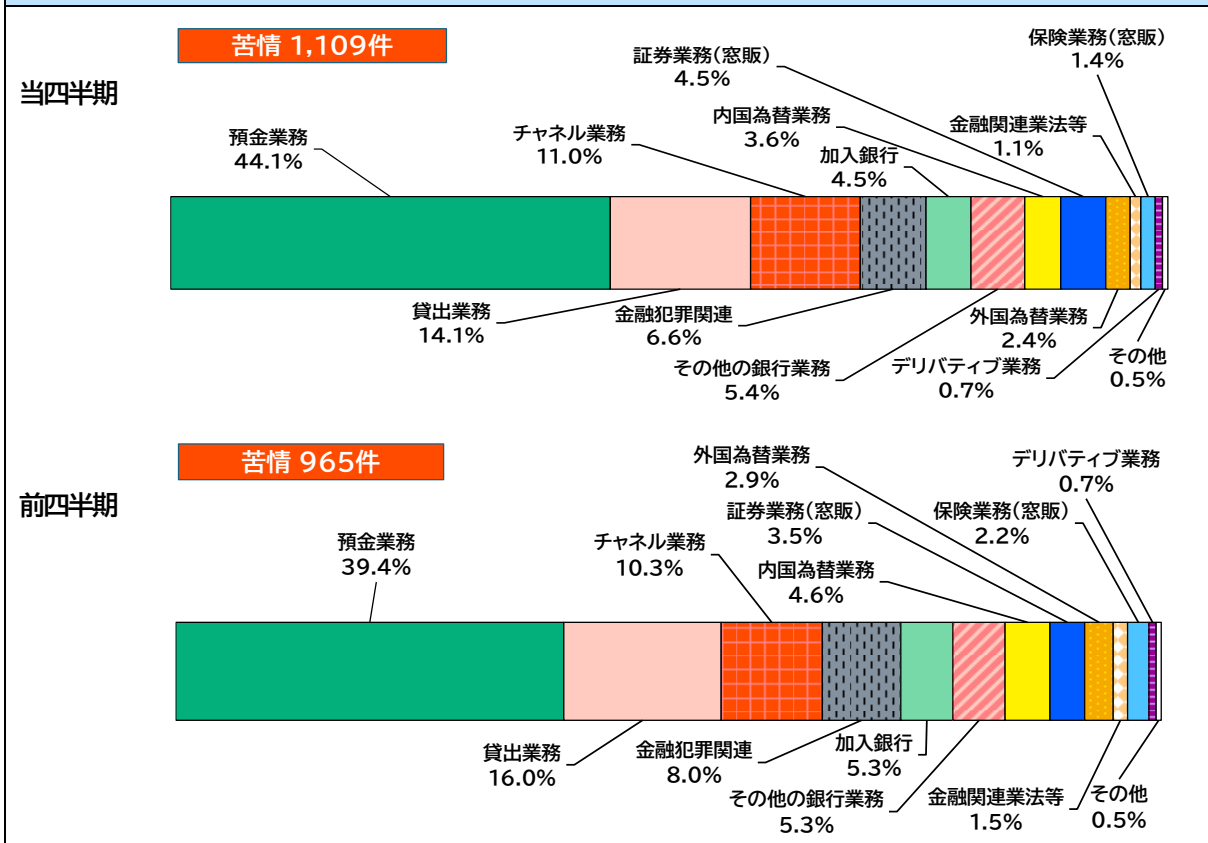 苦情 1,109件
当四半期
預金業務
44.1%
チャネル業務
11.0%
証券業務(窓販)
4.5%
内国為替業務
3.6%
加入銀行
4.5%
保険業務(窓販)
1.4%
金融関連業法等
1.1%
貸出業務
14.1%
金融犯罪関連
6.6%
その他の銀行業務
5.4%
外国為替業務
2.4%
デリバティブ業務
0.7%
その他
0.5%
苦情 965件
前四半期
預金業務
39.4%
チャネル業務
10.3%
外国為替業務
2.9%
証券業務(窓販)
3.5%
内国為替業務
4.6%
デリバティブ業務
0.7%
保険業務(窓販)
2.2%
貸出業務
16.0%
金融犯罪関連
8.0%
加入銀行
5.3%
その他の銀行業務
5.3%
金融関連業法等
1.5%
その他
0.5%